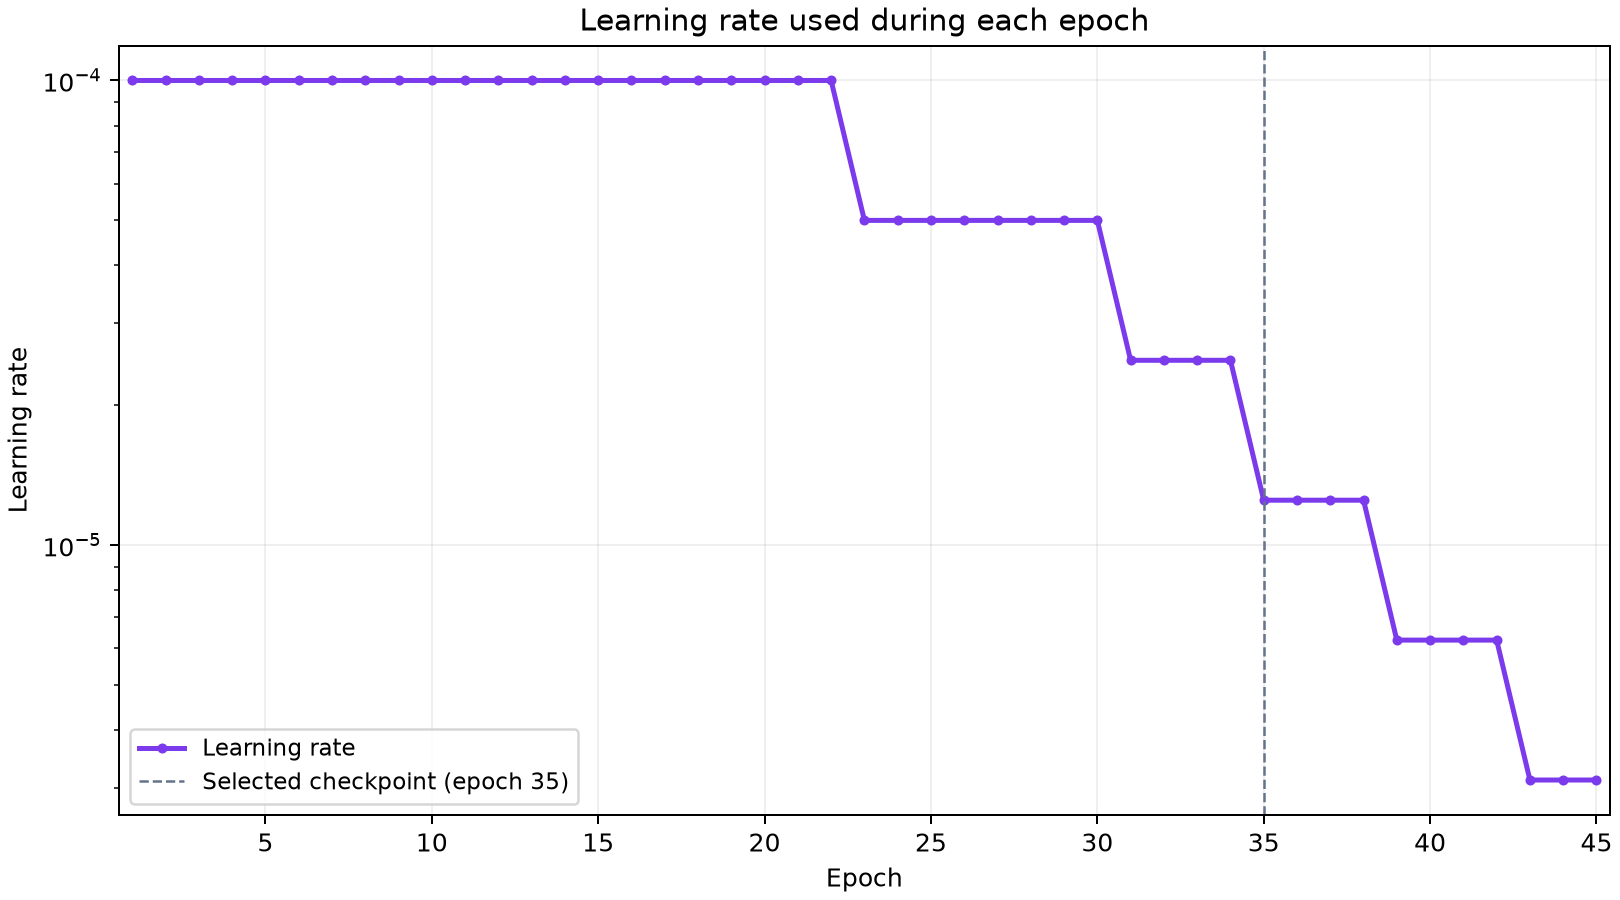 Learning rate used during each epoch
Learning rate
10⁻⁴
10⁻⁵
Learning rate
Selected checkpoint (epoch 35)
5 10 15 20 25 30 35 40 45
Epoch